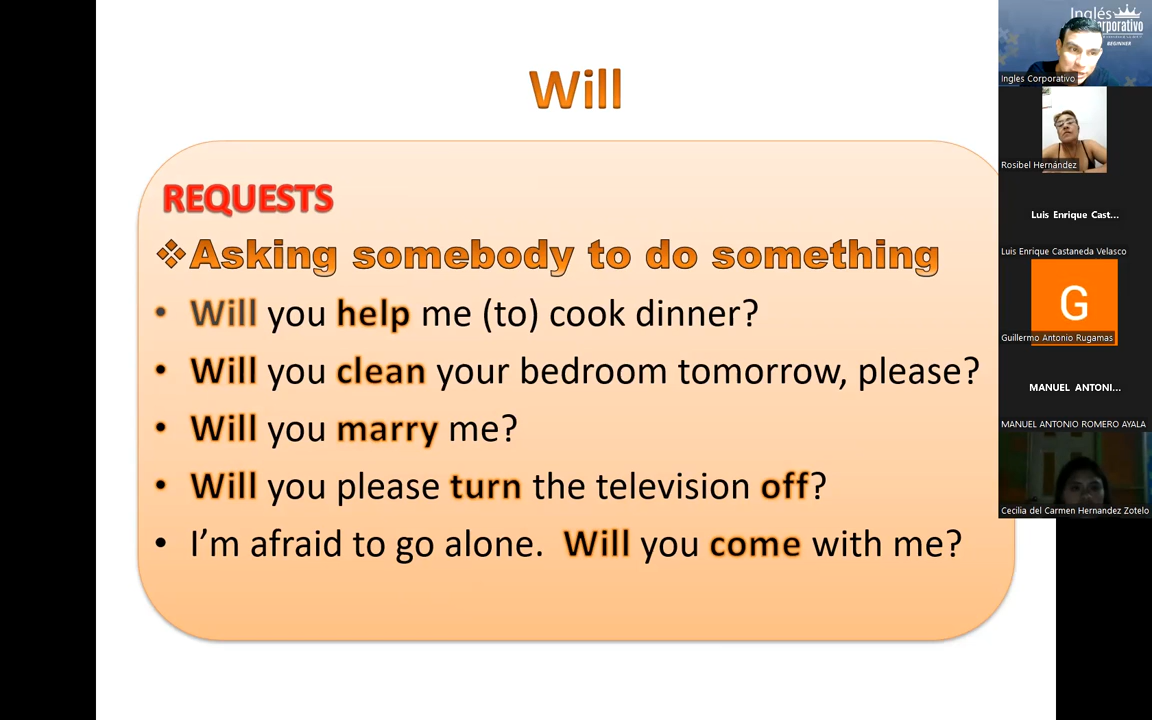 Will
REQUESTS
❖Asking somebody to do something
• Will you help me (to) cook dinner?
• Will you clean your bedroom tomorrow, please?
• Will you marry me?
• Will you please turn the television off?
• I'm afraid to go alone. Will you come with me?
Inglés
Corporativo
BEGINNER
Ingles Corporativo
Rosibel Hernández
Luis Enrique Cast...
Luis Enrique Castaneda Velasco
G
Guillermo Antonio Rugamas
MANUEL ANTONI...
MANUEL ANTONIO ROMERO AYALA
Cecilia del Carmen Hernandez Zotelo